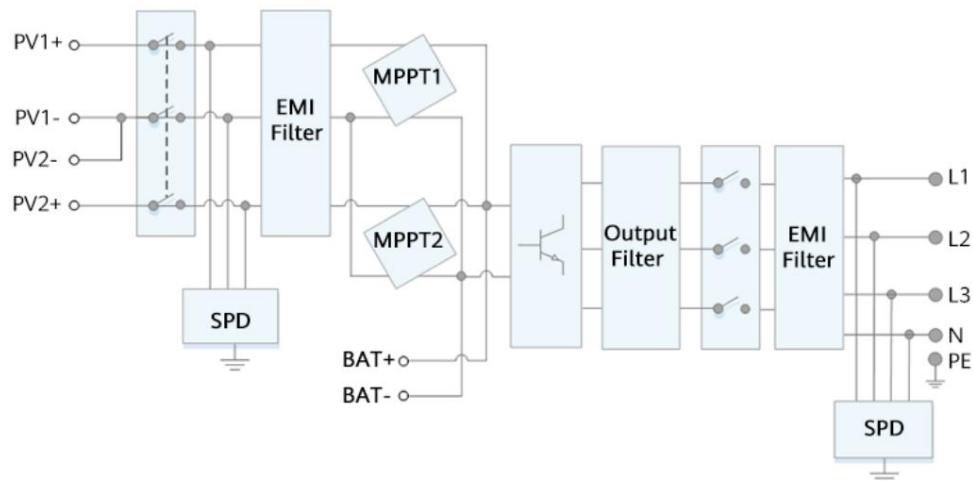 PV1+
PV1-
PV2-
PV2+
EMI
Filter
MPPT1
MPPT2
SPD
BAT+
BAT-
Output
Filter
EMI
Filter
L1
L2
L3
N
PE
SPD